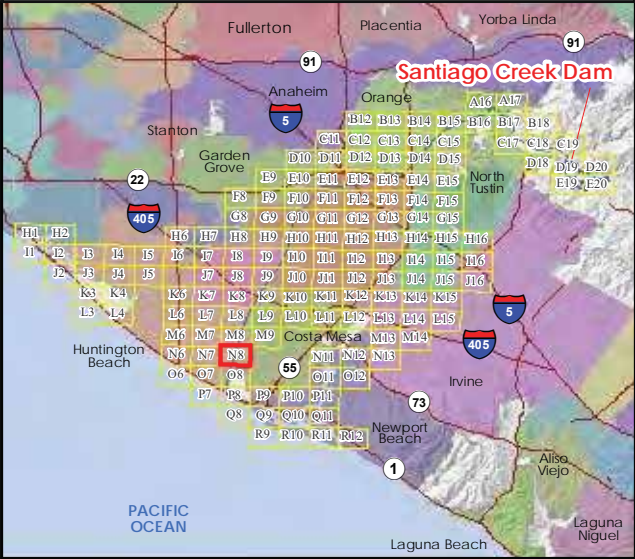 Fullerton
Placentia
Yorba Linda
91
91
Santiago Creek Dam
Anaheim
Orange
A16 A17
5
B12 B13 B14 B15 B16 B17 B18
Stanton
C11 C12 C13 C14 C15 C17 C18 C19
Garden
Grove
D10 D11 D12 D13 D14 D15 D18 D19 D20
22
E9 E10 E11 E12 E13 E14 E15 E19 E20
North
Tustin
405
F8 F9 F10 F11 F12 F13 F14 F15
G8 G9 G10 G11 G12 G13 G14 G15
H1 H2 H6 H7 H8 H9 H10 H11 H12 H13 H14 H15 H16
I1 I2 I3 I4 I5 I6 I7 I8 I9 I10 I11 I12 I13 I14 I15 I16
J2 J3 J4 J5 J7 J8 J9 J10 J11 J12 J13 J14 J15 J16
K3 K4 K6 K7 K8 K9 K10 K11 K12 K13 K14 K15
5
L3 L4 L6 L7 L8 L9 L10 L11 L12 L13 L14 L15
M6 M7 M8 M9 Costa Mesa M13 M14
405
Huntington
Beach
N6 N7 N8 N11 N12 N13
55
O6 O7 O8 O11 O12
Irvine
P7 P8 P9 P10 P11
73
Q8 Q9 Q10 Q11
Newport
Beach
R9 R10 R11 R12
1
Aliso
Viejo
PACIFIC
OCEAN
Laguna
Niguel
Laguna Beach